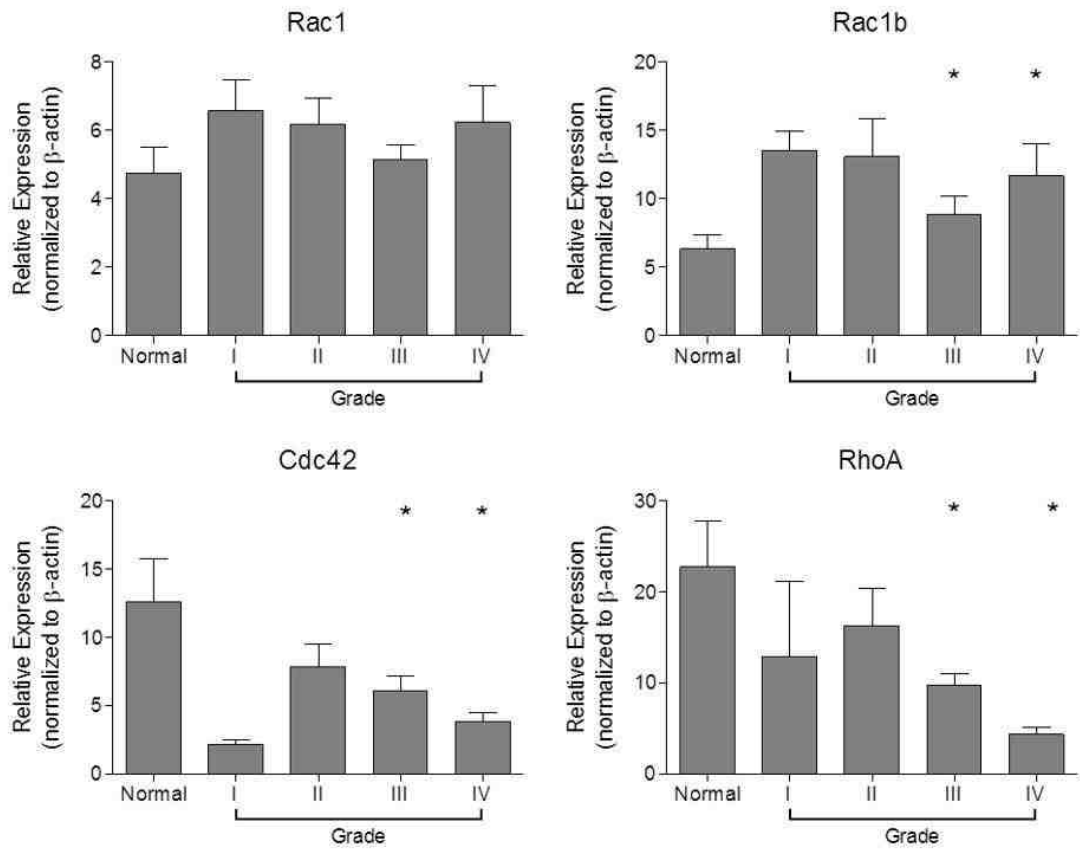 Rac1
Relative Expression
(normalized to β-actin)
8
6
4
2
0
Normal I II III IV
Grade
Rac1b
Relative Expression
(normalized to β-actin)
20
15
10
5
0
* *
Normal I II III IV
Grade
Cdc42
Relative Expression
(normalized to β-actin)
20
15
10
5
0
* *
Normal I II III IV
Grade
RhoA
Relative Expression
(normalized to β-actin)
30
20
10
0
* *
Normal I II III IV
Grade